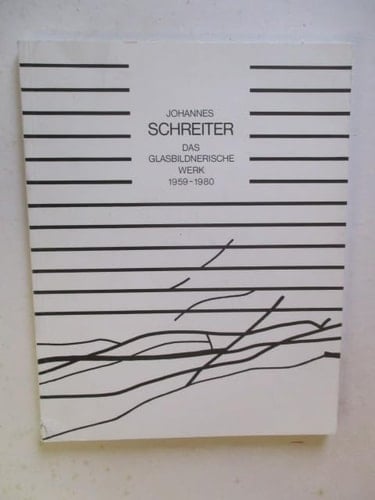 JOHANNES
SCHREITER
DAS
GLASBILDNERISCHE
WERK
1959-1980